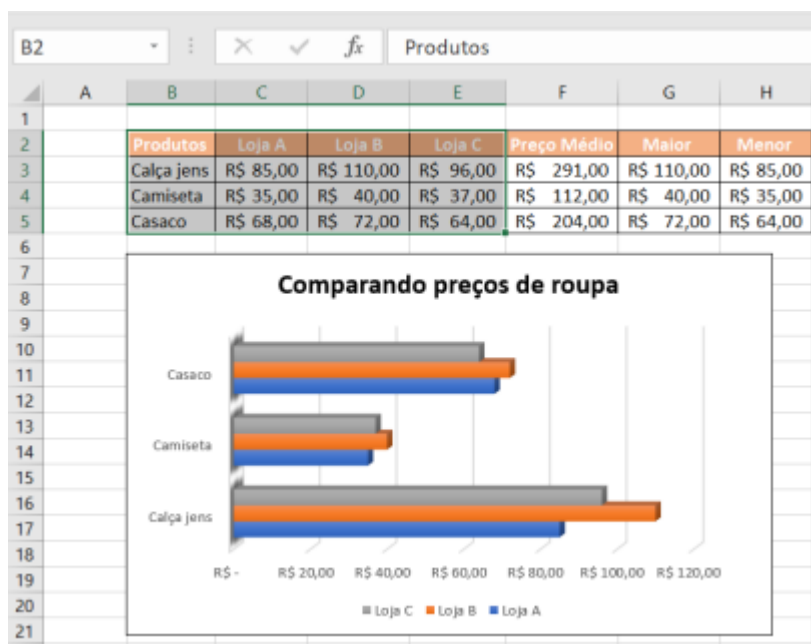 B2 fx Produtos
A B C D E F G H
1
2 Produtos Loja A Loja B Loja C Preço Médio Maior Menor
3 Calça jens R$ 85,00 R$ 110,00 R$ 96,00 R$ 291,00 R$ 110,00 R$ 85,00
4 Camiseta R$ 35,00 R$ 40,00 R$ 37,00 R$ 112,00 R$ 40,00 R$ 35,00
5 Casaco R$ 68,00 R$ 72,00 R$ 64,00 R$ 204,00 R$ 72,00 R$ 64,00
6
7
8
9
10
11
12
13
14
15
16
17
18
19
20
21
Comparando preços de roupa
Casaco
Camiseta
Calça jens
R$ - R$ 20,00 R$ 40,00 R$ 60,00 R$ 80,00 R$ 100,00 R$ 120,00
Loja C Loja B Loja A